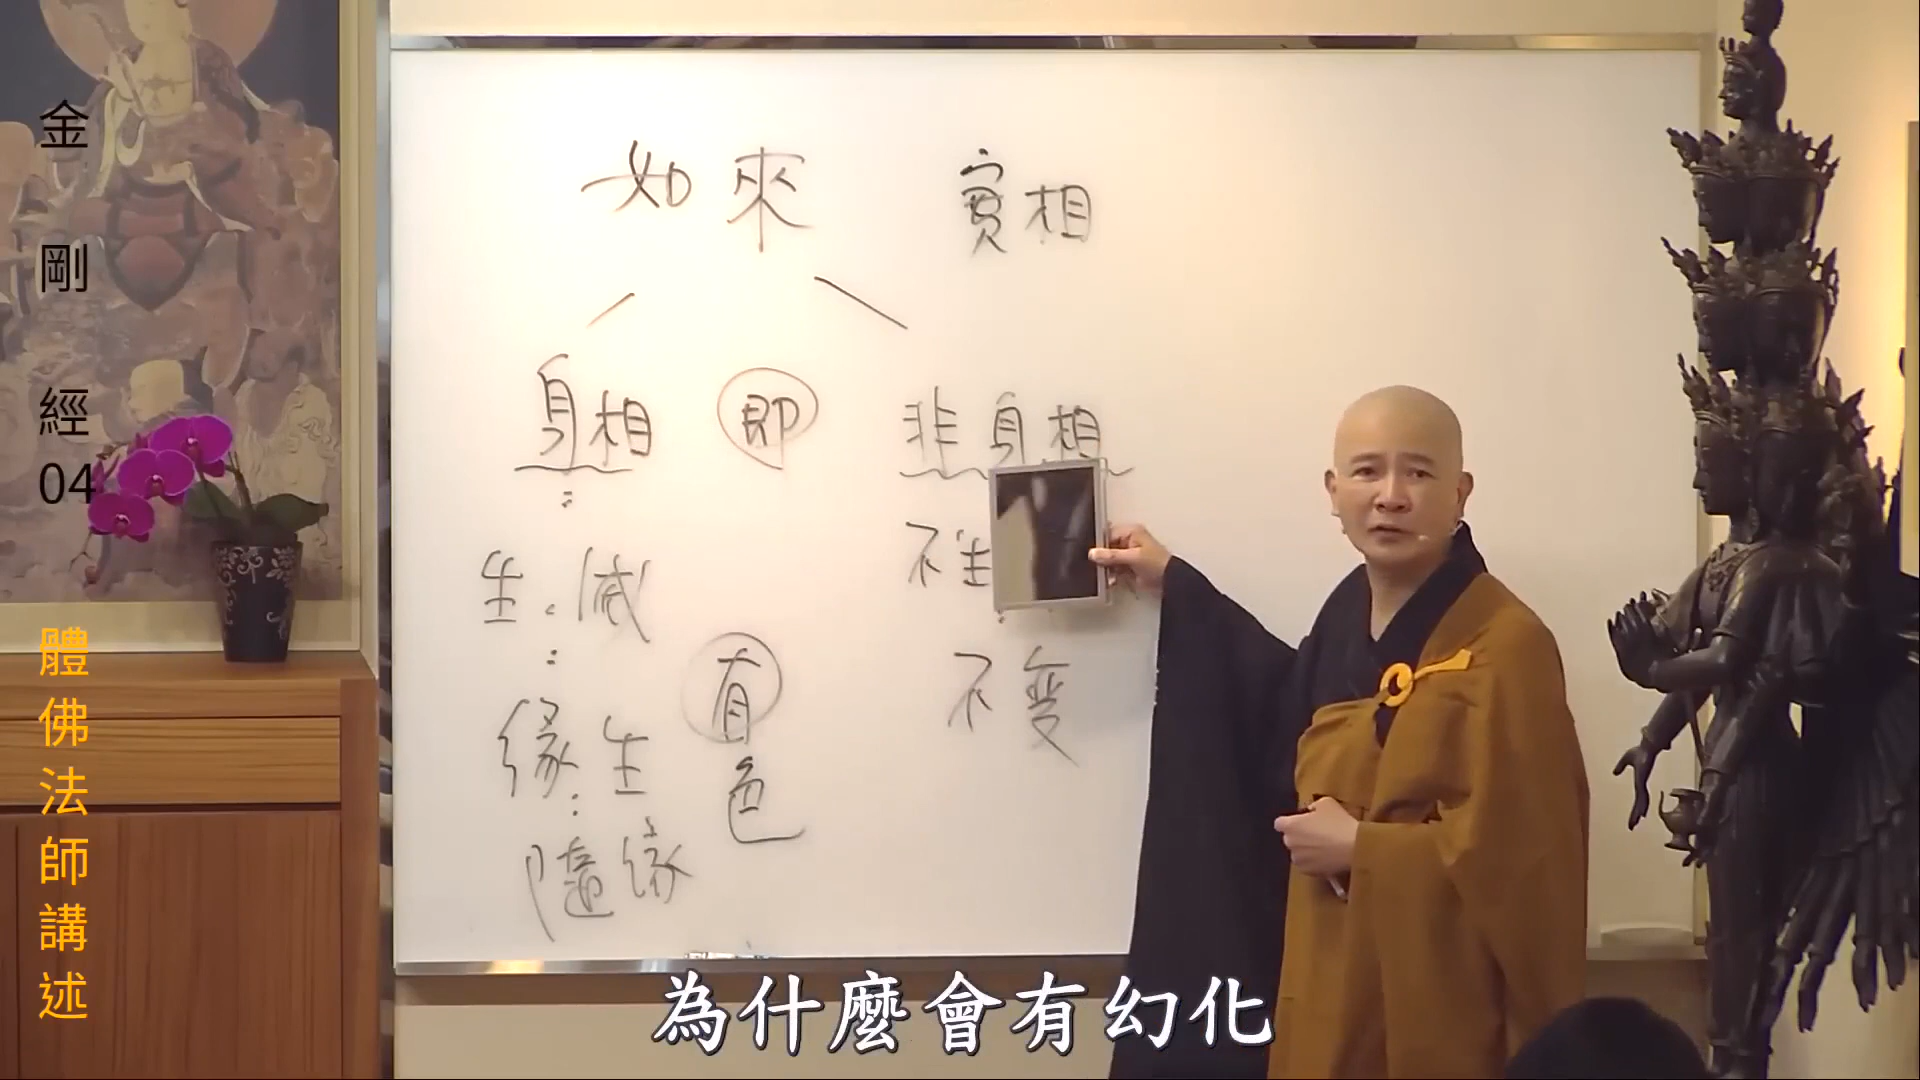 金剛經04
體佛法師講述
如來 實相
身相 即 非身相
生、滅 不生
有色 不變
緣生
隨緣
為什麼會有幻化